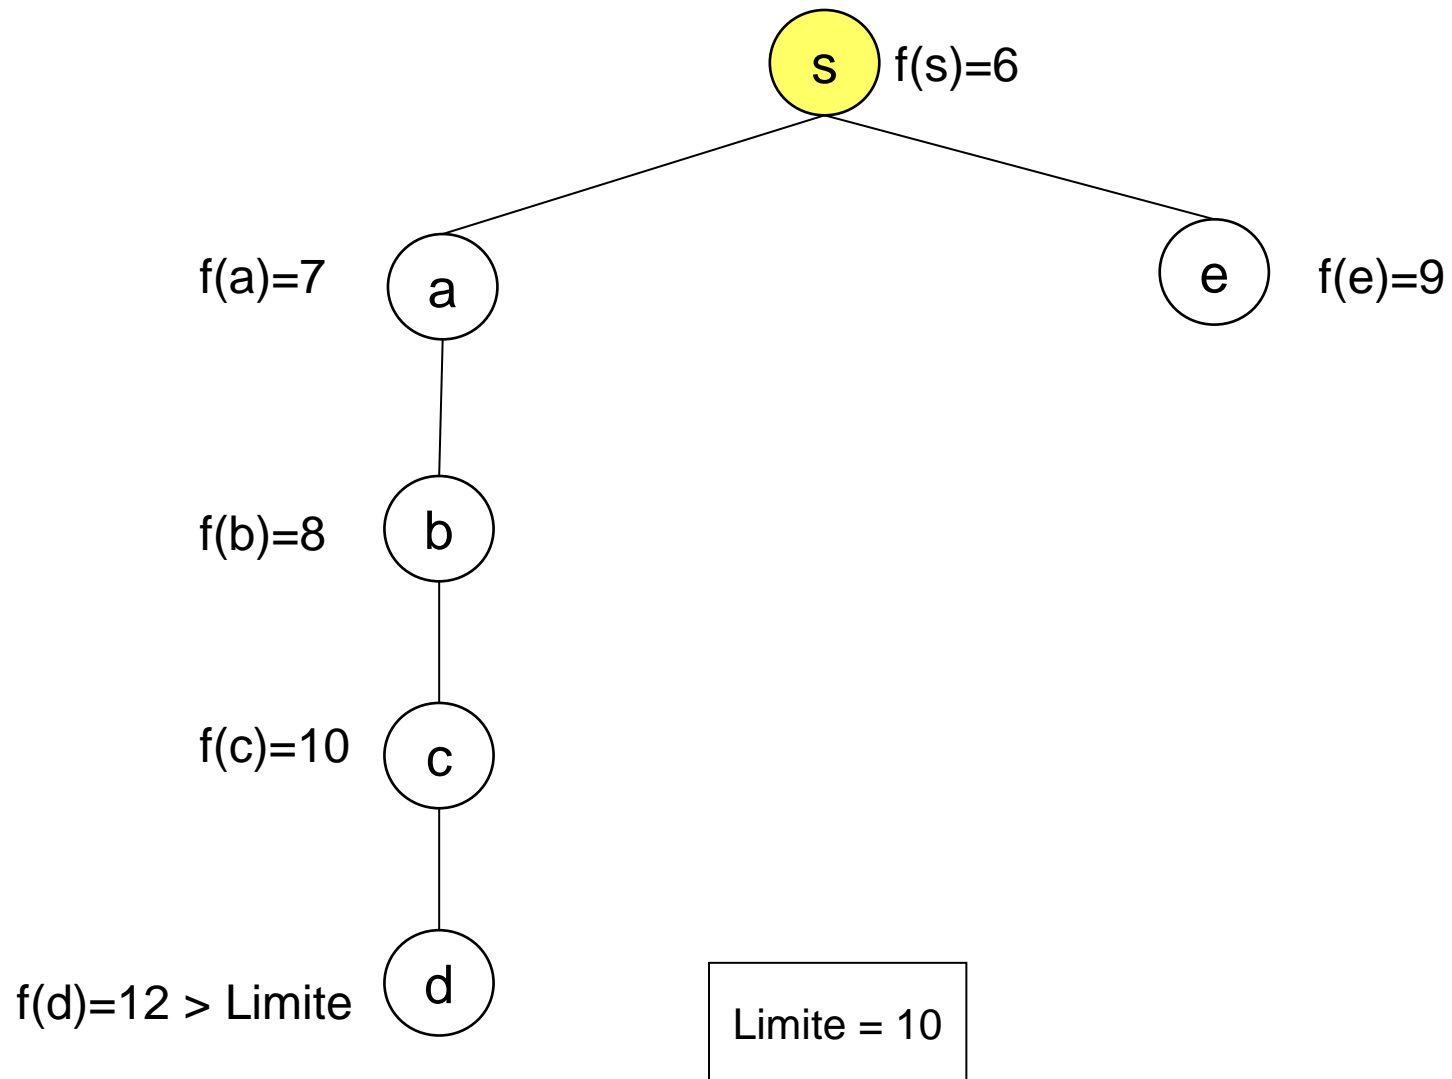 s f(s)=6
f(a)=7 a
e f(e)=9
f(b)=8 b
f(c)=10 c
f(d)=12 > Limite d
Limite = 10